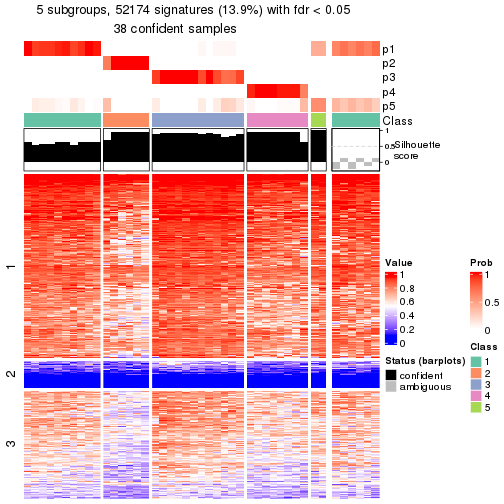 5 subgroups, 52174 signatures (13.9%) with fdr < 0.05
38 confident samples
p1
p2
p3
p4
p5
Class
1
0.5
0
Silhouette
score
1
2
3
Value
1
0.8
0.6
0.4
0.2
0
Prob
1
0.5
0
Status (barplots)
confident
ambiguous
Class
1
2
3
4
5